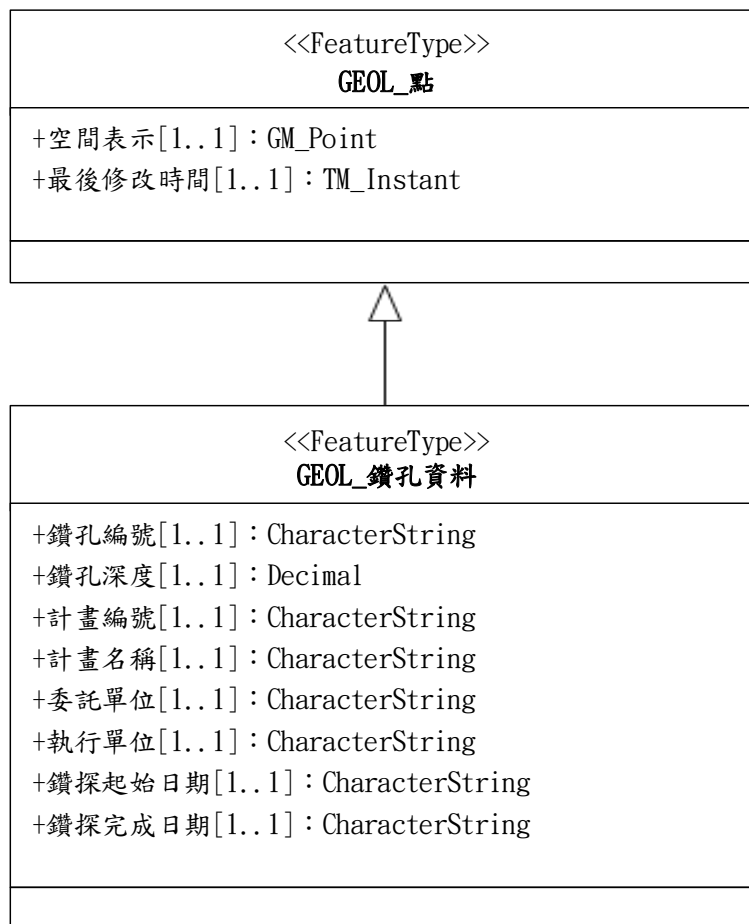 <<FeatureType>>
GEOL_點
+空間表示[1..1]：GM_Point
+最後修改時間[1..1]：TM_Instant
<<FeatureType>>
GEOL_鑽孔資料
+鑽孔編號[1..1]：CharacterString
+鑽孔深度[1..1]：Decimal
+計畫編號[1..1]：CharacterString
+計畫名稱[1..1]：CharacterString
+委託單位[1..1]：CharacterString
+執行單位[1..1]：CharacterString
+鑽探起始日期[1..1]：CharacterString
+鑽探完成日期[1..1]：CharacterString